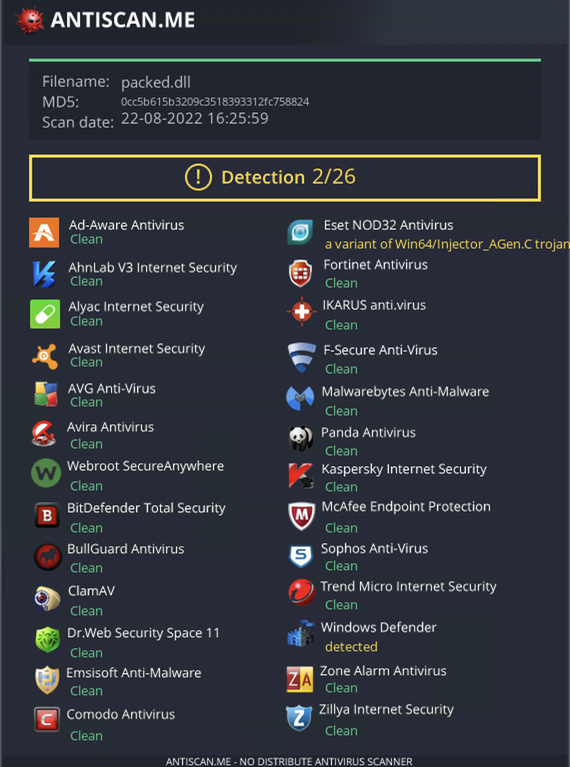 ANTISCAN.ME
Filename: packed.dll
MD5: 0cc5b615b3209c3518393312fc758824
Scan date: 22-08-2022 16:25:59
Detection 2/26
Ad-Aware Antivirus
Clean
AhnLab V3 Internet Security
Clean
Alyac Internet Security
Clean
Avast Internet Security
Clean
AVG Anti-Virus
Clean
Avira Antivirus
Clean
Webroot SecureAnywhere
Clean
BitDefender Total Security
Clean
BullGuard Antivirus
Clean
ClamAV
Clean
Dr.Web Security Space 11
Clean
Emsisoft Anti-Malware
Clean
Comodo Antivirus
Clean
Eset NOD32 Antivirus
a variant of Win64/Injector_AGen.C trojan
Fortinet Antivirus
Clean
IKARUS anti.virus
Clean
F-Secure Anti-Virus
Clean
Malwarebytes Anti-Malware
Clean
Panda Antivirus
Clean
Kaspersky Internet Security
Clean
McAfee Endpoint Protection
Clean
Sophos Anti-Virus
Clean
Trend Micro Internet Security
Clean
Windows Defender
detected
Zone Alarm Antivirus
Clean
Zillya Internet Security
Clean
ANTISCAN.ME - NO DISTRIBUTE ANTIVIRUS SCANNER